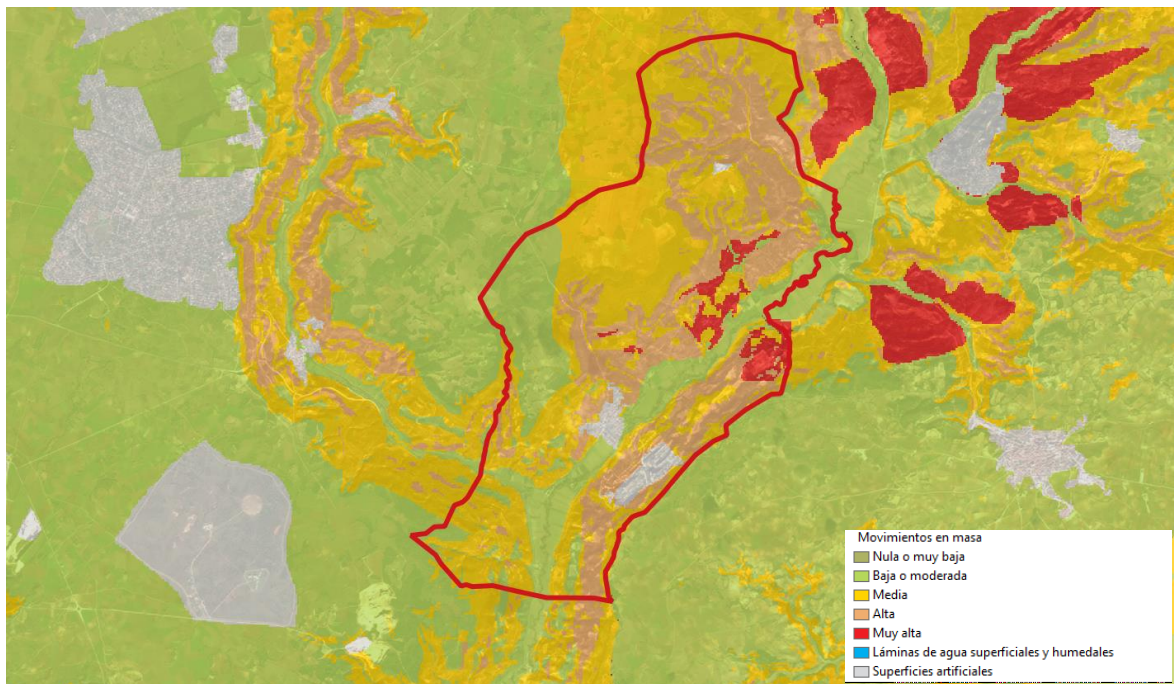 Movimientos en masa
Nula o muy baja
Baja o moderada
Media
Alta
Muy alta
Láminas de agua superficiales y humedales
Superficies artificiales